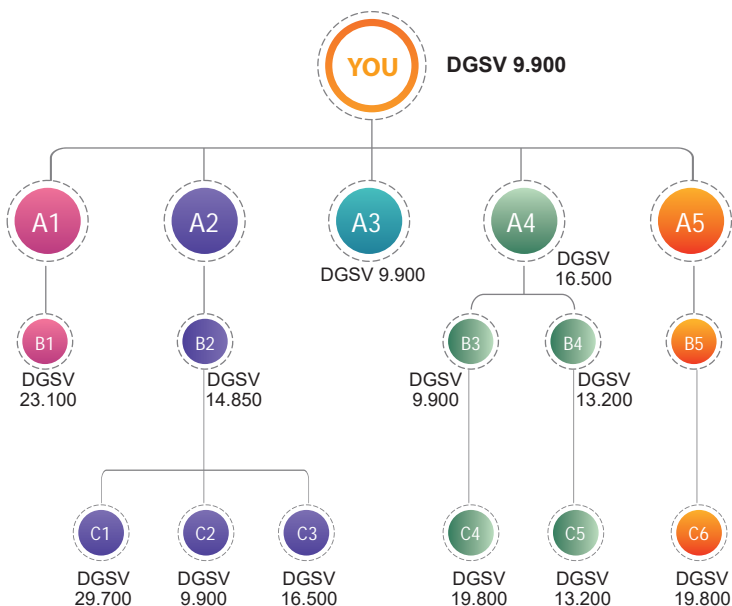 YOU
DGSV 9.900
A1
A2
A3
A4
A5
DGSV 9.900
DGSV
16.500
B1
B2
B3
B4
B5
DGSV
23.100
DGSV
14.850
DGSV
9.900
DGSV
13.200
C1
C2
C3
C4
C5
C6
DGSV
29.700
DGSV
9.900
DGSV
16.500
DGSV
19.800
DGSV
13.200
DGSV
19.800